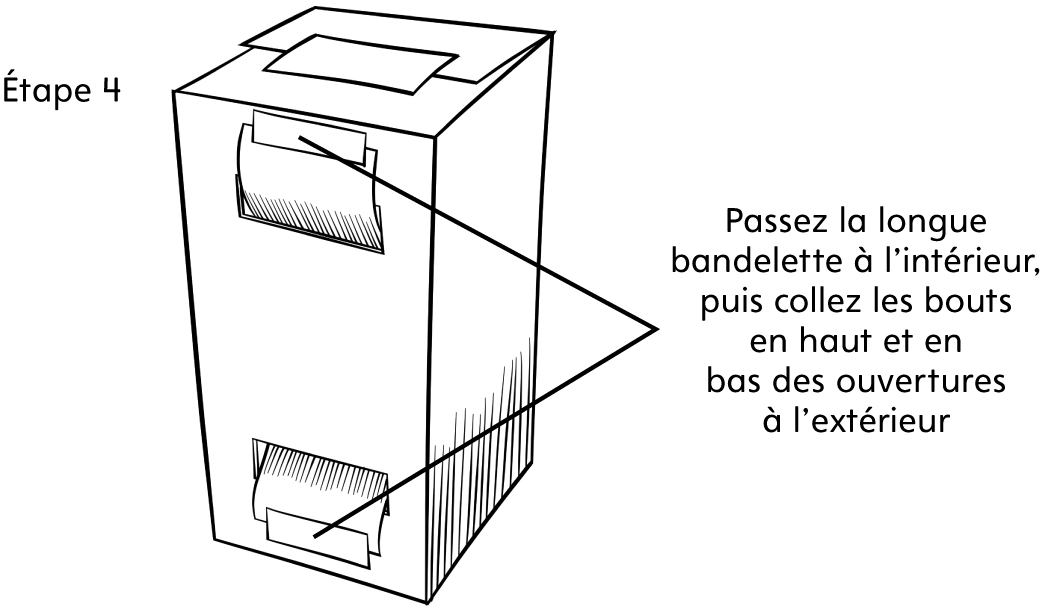 Étape 4
Passez la longue
bandelette à l'intérieur,
puis collez les bouts
en haut et en
bas des ouvertures
à l'extérieur